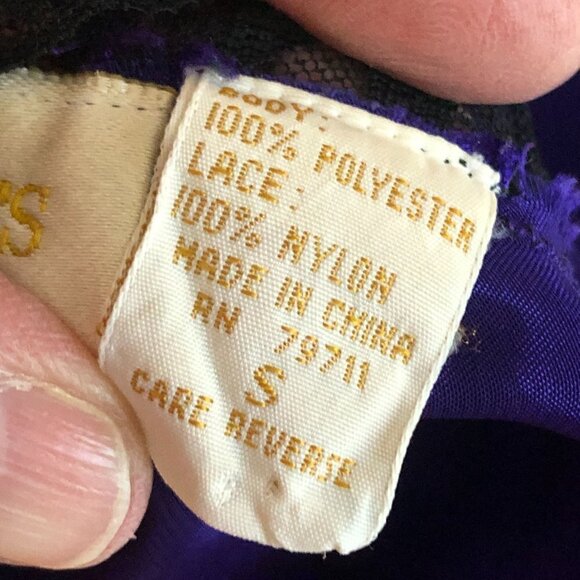 BODY:
100% POLYESTER
LACE:
100% NYLON
MADE IN CHINA
RN 79711
S
CARE REVERSE